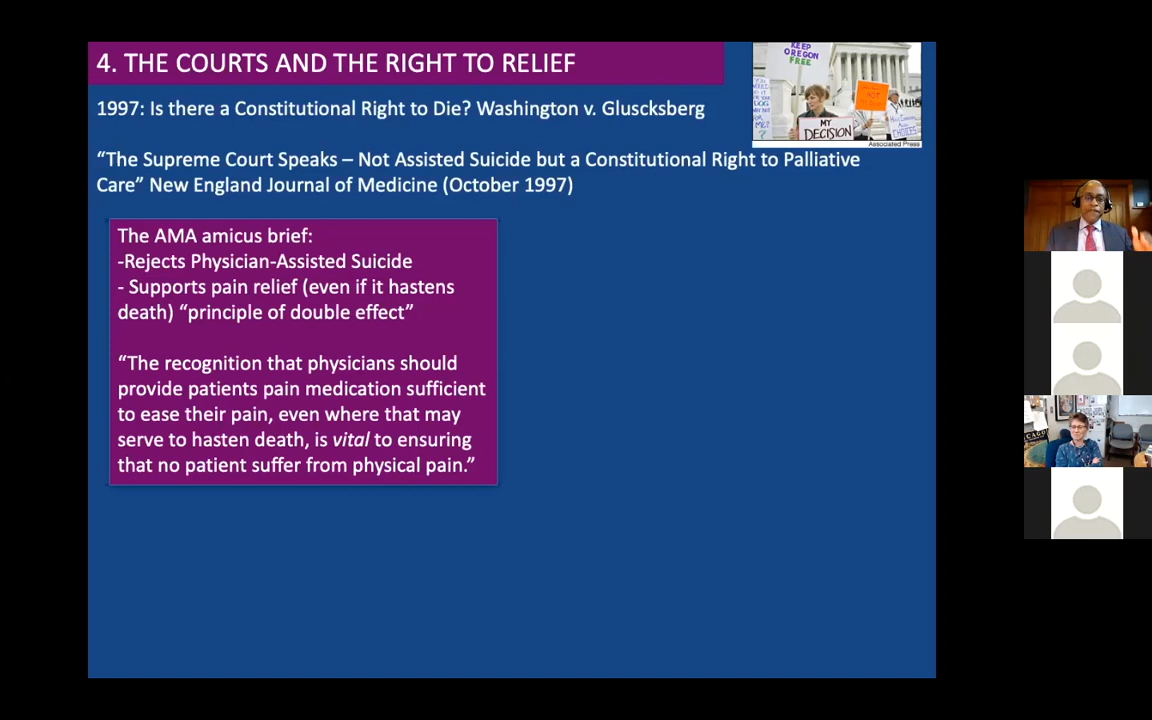 4. THE COURTS AND THE RIGHT TO RELIEF
KEEP
OREGON
FREE
MY
DECISION
Associated Press
1997: Is there a Constitutional Right to Die? Washington v. Gluscksberg
“The Supreme Court Speaks – Not Assisted Suicide but a Constitutional Right to Palliative
Care” New England Journal of Medicine (October 1997)
The AMA amicus brief:
-Rejects Physician-Assisted Suicide
- Supports pain relief (even if it hastens
death) “principle of double effect”
“The recognition that physicians should
provide patients pain medication sufficient
to ease their pain, even where that may
serve to hasten death, is vital to ensuring
that no patient suffer from physical pain.”